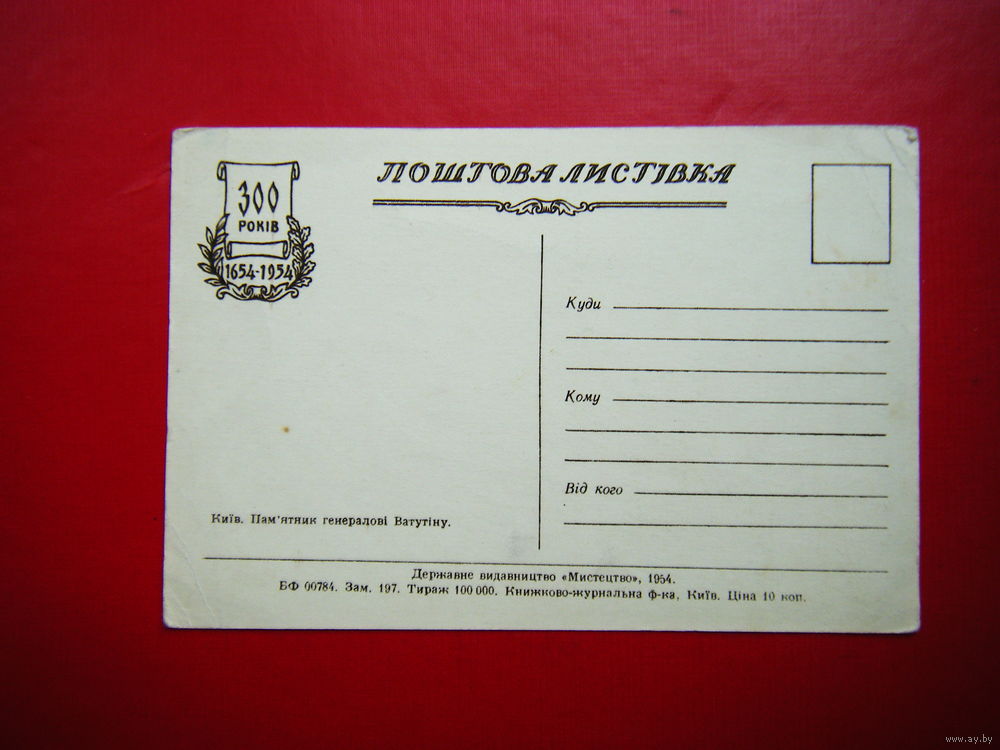 ПОШТОВА ЛИСТІВКА
300
РОКІВ
1654-1954
Куди
Кому
Від кого
Київ. Пам'ятник генералові Ватутіну.
Державне видавництво «Мистецтво», 1954.
БФ 00784. Зам. 197. Тираж 100 000. Книжково-журнальна ф-ка, Київ. Ціна 10 коп.
www.ay.by